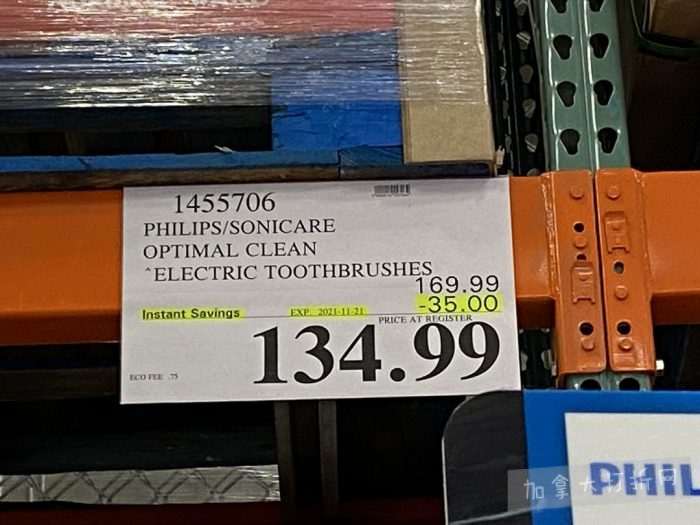 1455706
PHILIPS/SONICARE
OPTIMAL CLEAN
^ELECTRIC TOOTHBRUSHES
169.99
-35.00
Instant Savings EXP. 2021-11-21
PRICE AT REGISTER
134.99
ECO FEE .75
PHIL
加拿大打折网